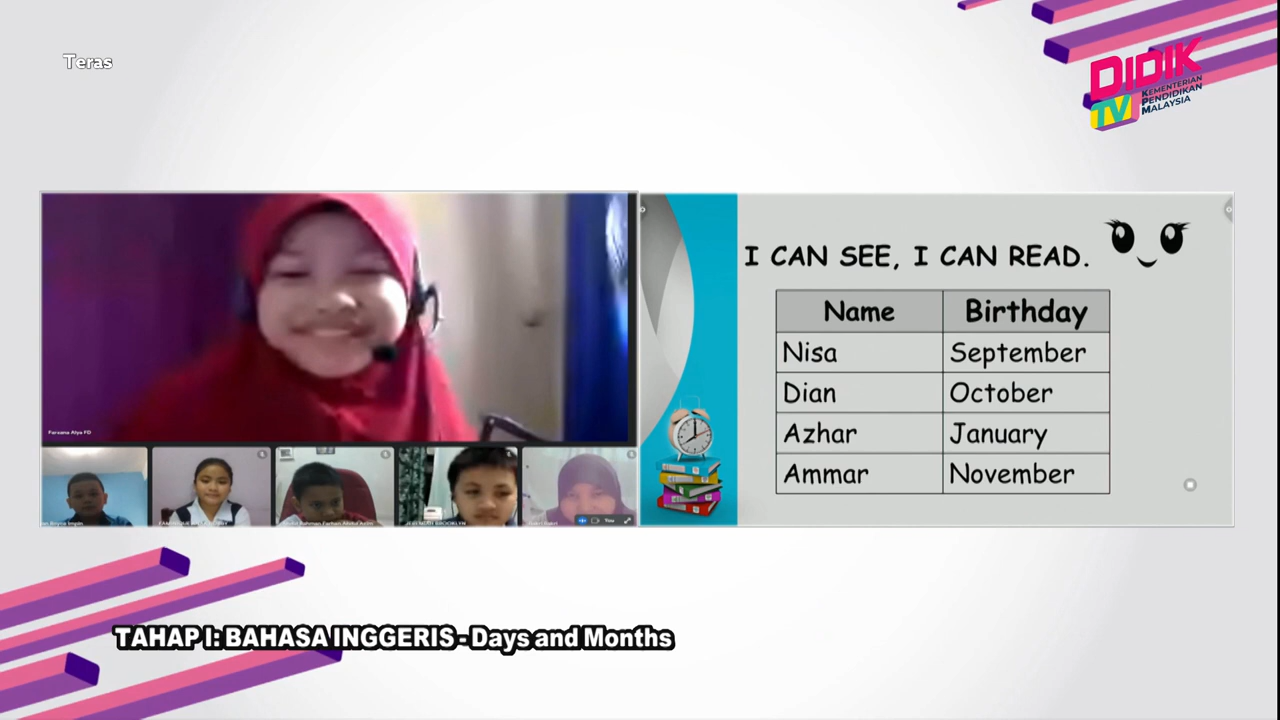 Teras
DIDIK
TV
KEMENTERIAN
PENDIDIKAN
MALAYSIA
I CAN SEE, I CAN READ.
Name Birthday
Nisa September
Dian October
Azhar January
Ammar November
You
TAHAP I: BAHASA INGGERIS - Days and Months